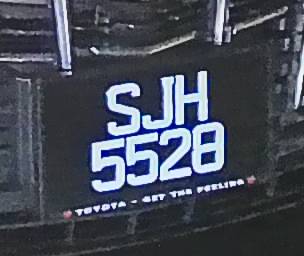 SJH
5528
TOYOTA - GET THE FEELING